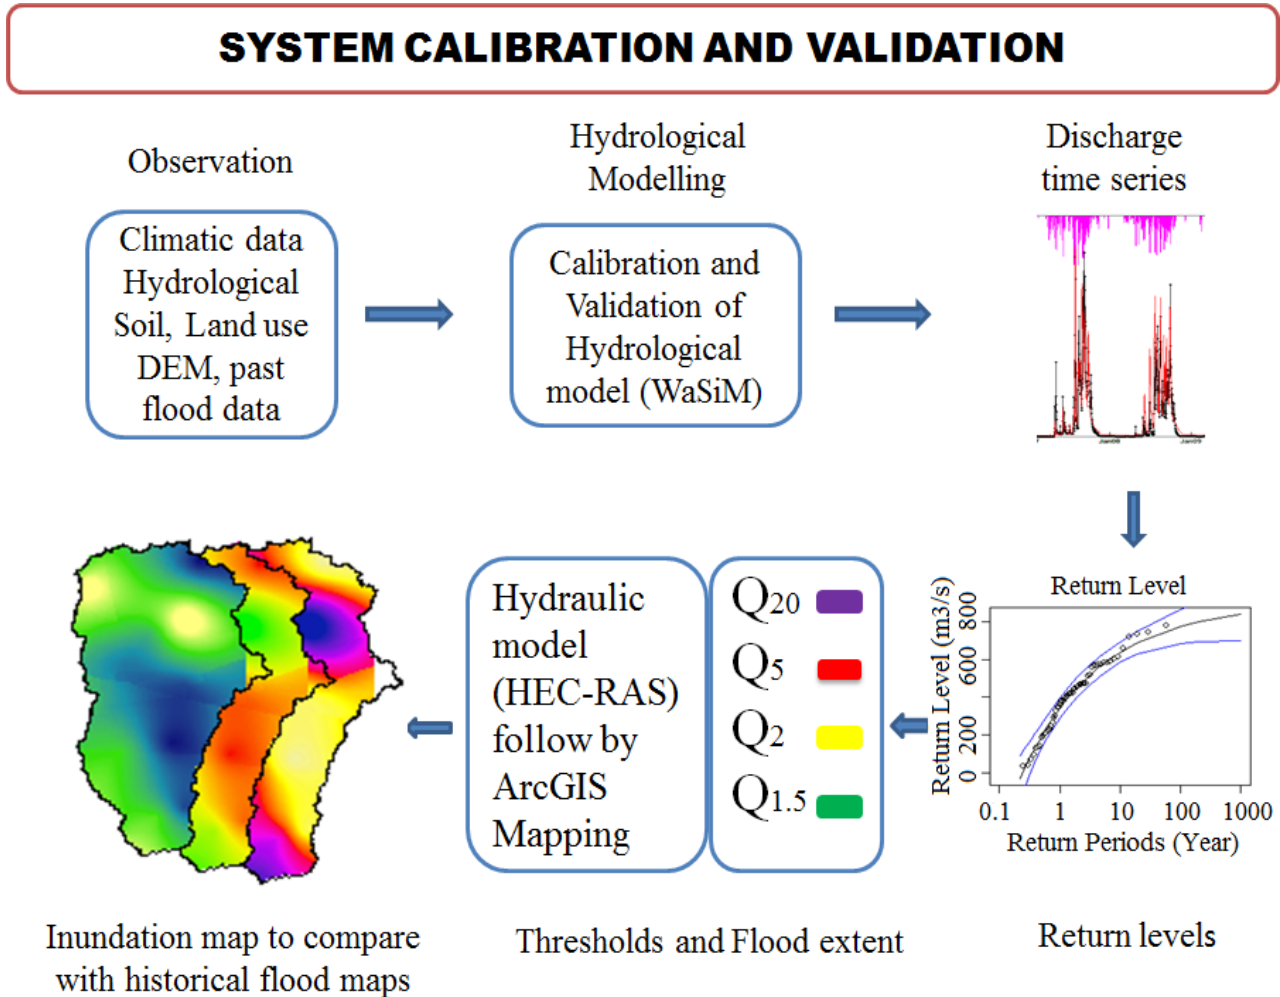 SYSTEM CALIBRATION AND VALIDATION
Observation
Climatic data
Hydrological
Soil, Land use
DEM, past
flood data
Hydrological
Modelling
Calibration and
Validation of
Hydrological
model (WaSiM)
Discharge
time series
Jan08
Jan09
Return Level
Return Level (m3/s)
800
600
200
0
0.1 1 10 100 1000
Return Periods (Year)
Return levels
Q20
Q5
Q2
Q1.5
Hydraulic
model
(HEC-RAS)
follow by
ArcGIS
Mapping
Thresholds and Flood extent
Inundation map to compare
with historical flood maps